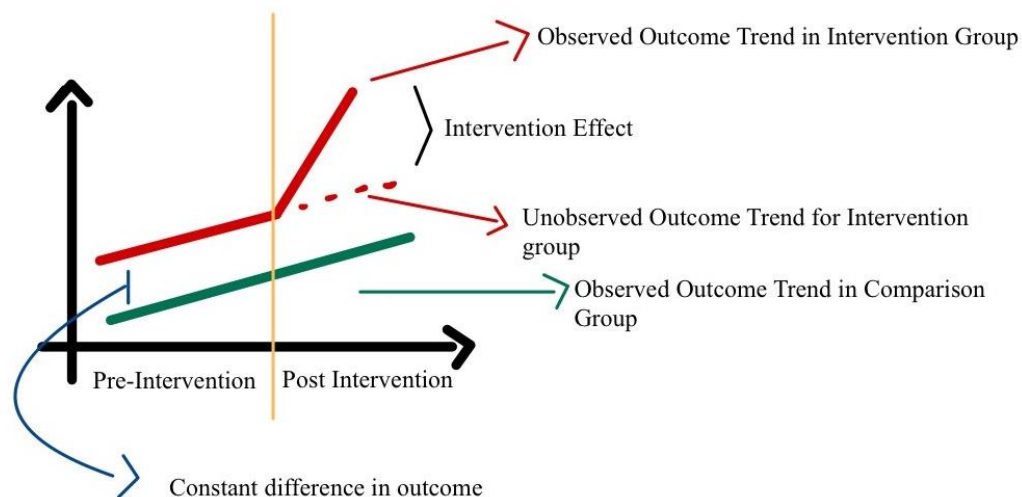 Observed Outcome Trend in Intervention Group
Intervention Effect
Unobserved Outcome Trend for Intervention
group
Observed Outcome Trend in Comparison
Group
Pre-Intervention
Post Intervention
Constant difference in outcome